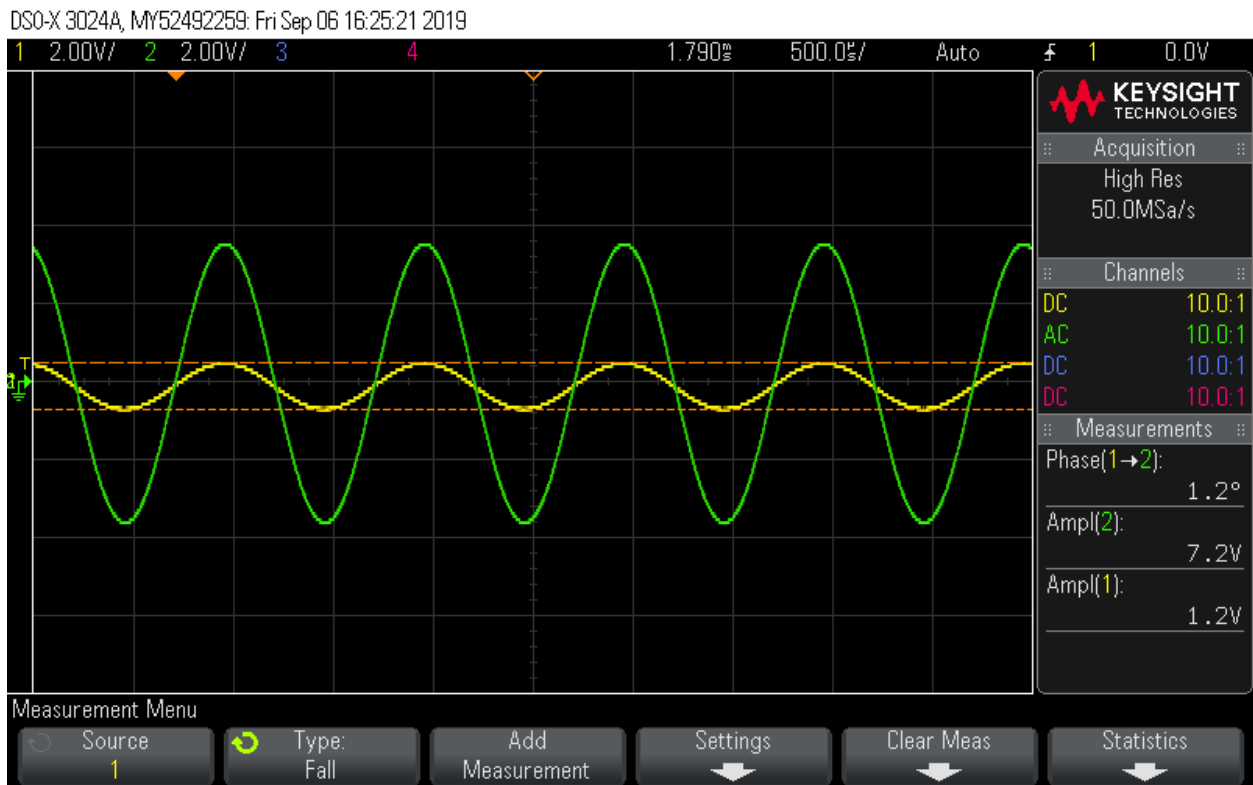 DSO-X 3024A, MY52492259: Fri Sep 06 16:25:21 2019
1 2.00V/ 2 2.00V/ 3 4 1.790ms 500.0us/ Auto 1 0.0V
KEYSIGHT
TECHNOLOGIES
Acquisition
High Res
50.0MSa/s
Channels
DC 10.0:1
AC 10.0:1
DC 10.0:1
DC 10.0:1
T
Measurements
Phase(1→2):
1.2°
Ampl(2):
7.2V
Ampl(1):
1.2V
Measurement Menu
Source
1
Type:
Fall
Add
Measurement
Settings
Clear Meas
Statistics